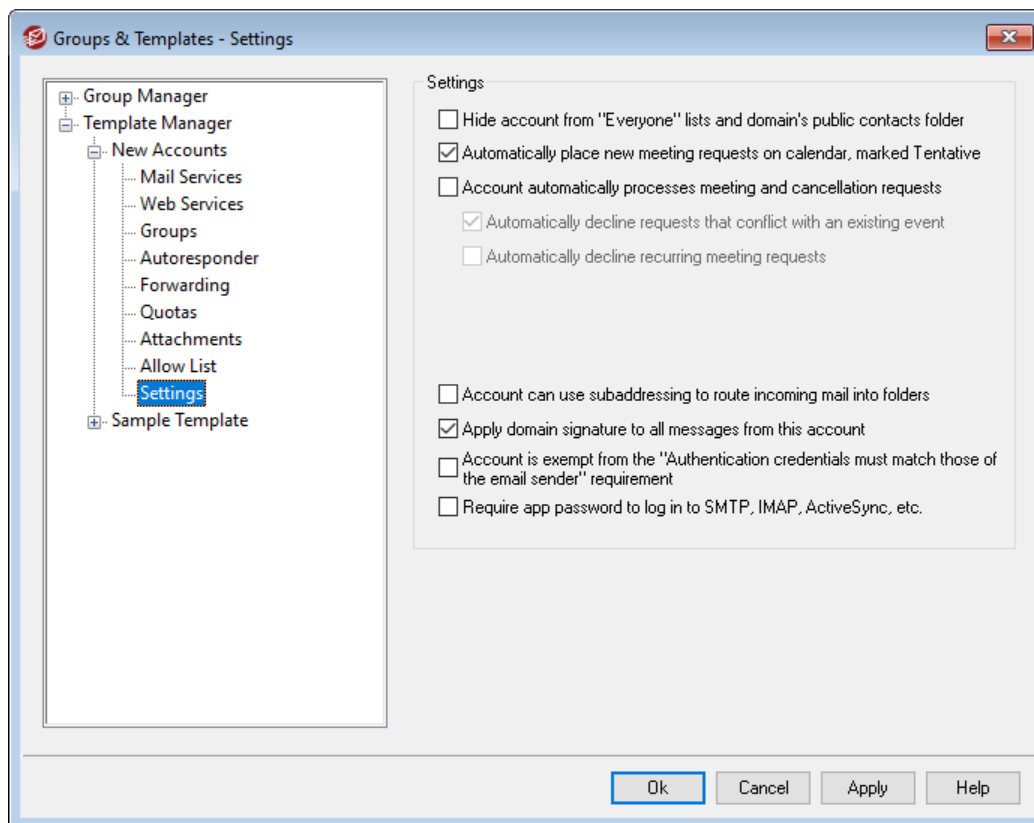 Groups & Templates - Settings
Group Manager
Template Manager
New Accounts
Mail Services
Web Services
Groups
Autoresponder
Forwarding
Quotas
Attachments
Allow List
Settings
Sample Template
Settings
Hide account from "Everyone" lists and domain's public contacts folder
Automatically place new meeting requests on calendar, marked Tentative
Account automatically processes meeting and cancellation requests
Automatically decline requests that conflict with an existing event
Automatically decline recurring meeting requests
Account can use subaddressing to route incoming mail into folders
Apply domain signature to all messages from this account
Account is exempt from the "Authentication credentials must match those of
the email sender" requirement
Require app password to log in to SMTP, IMAP, ActiveSync, etc.
Ok
Cancel
Apply
Help